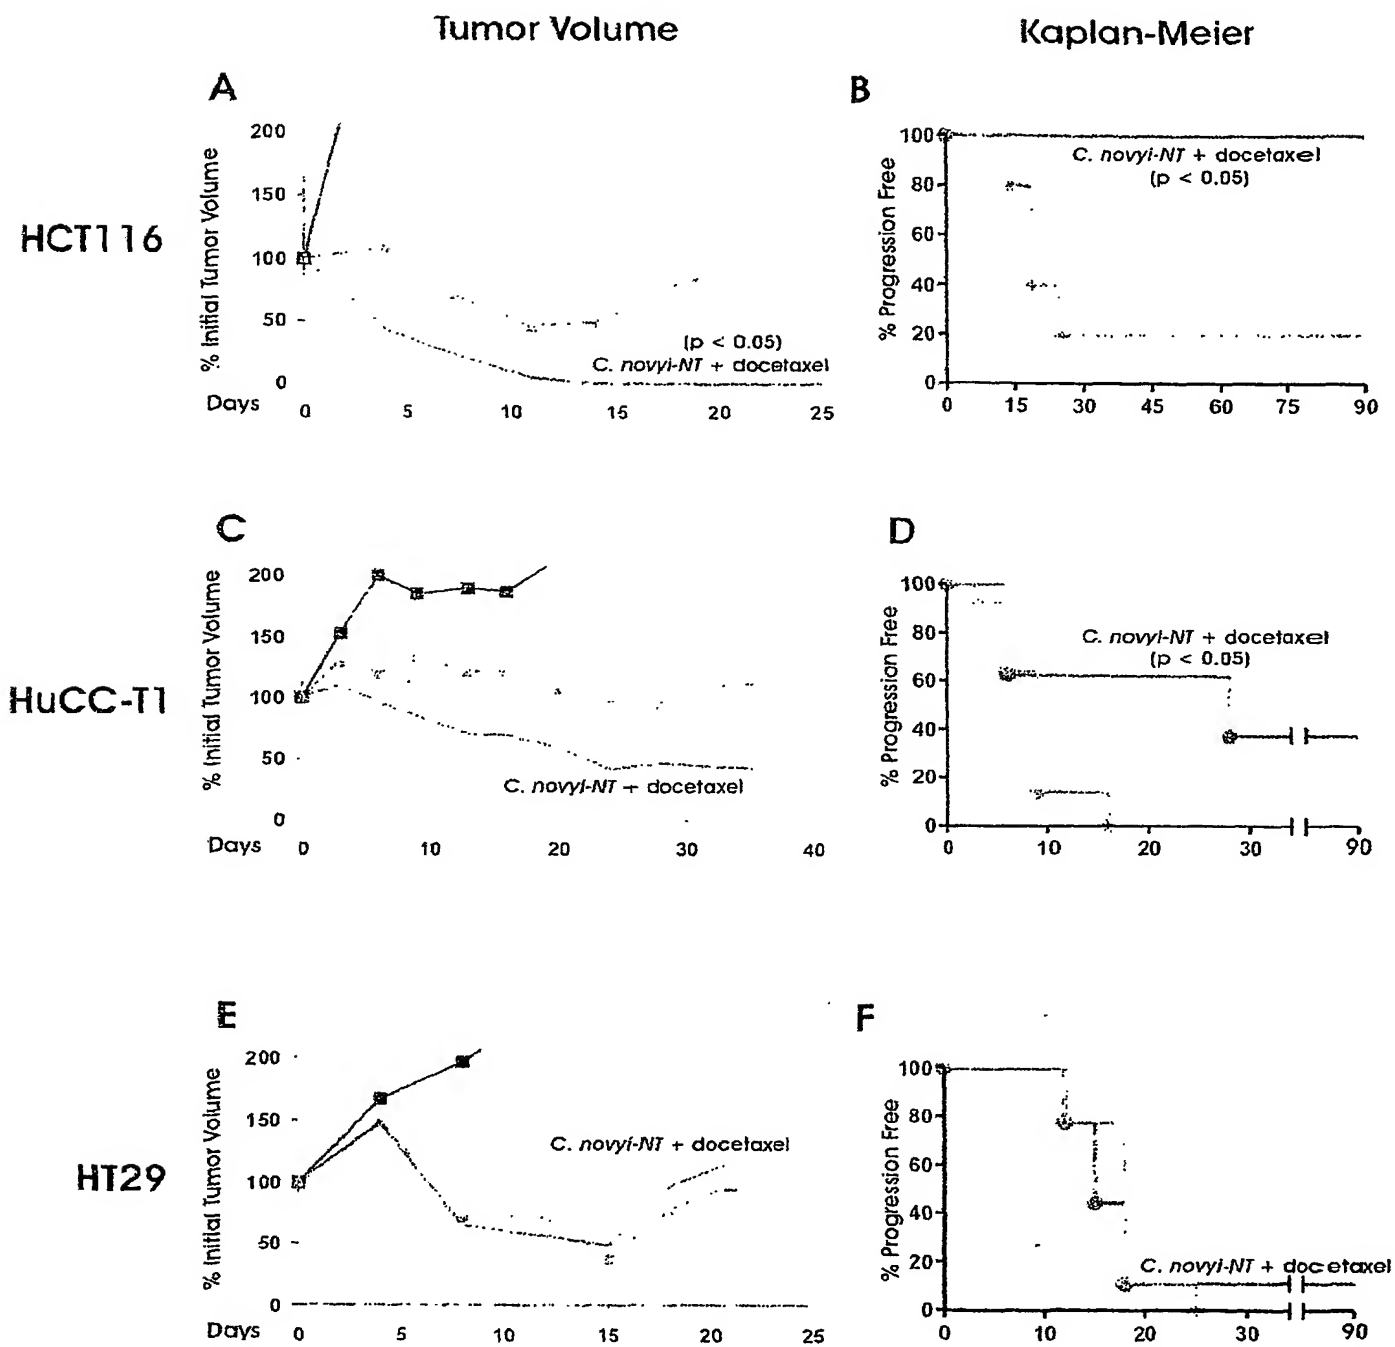 Tumor Volume
Kaplan-Meier
HCT116
A
% Initial Tumor Volume
200
150
100
50
0
(p < 0.05)
C. novyi-NT + docetaxel
Days 0 5 10 15 20 25
B
% Progression Free
100
C. novyi-NT + docetaxel
(p < 0.05)
80
60
40
20
0
0 15 30 45 60 75 90
HuCC-T1
C
% Initial Tumor Volume
200
150
100
50
C. novyi-NT + docetaxel
0
Days 0 10 20 30 40
D
% Progression Free
100
80
C. novyi-NT + docetaxel
(p < 0.05)
60
40
20
0
0 10 20 30 90
HT29
E
% Initial Tumor Volume
200
150
C. novyi-NT + docetaxel
100
50
0
Days 0 5 10 15 20 25
F
% Progression Free
100
80
60
40
20
C. novyi-NT + docetaxel
0
0 10 20 30 90